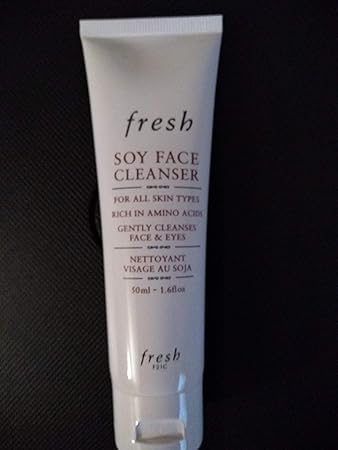 fresh
SOY FACE
CLEANSER
FOR ALL SKIN TYPES
RICH IN AMINO ACIDS
GENTLY CLEANSES
FACE & EYES
NETTOYANT
VISAGE AU SOJA
50ml - 1.6fl.oz
fresh
F21C